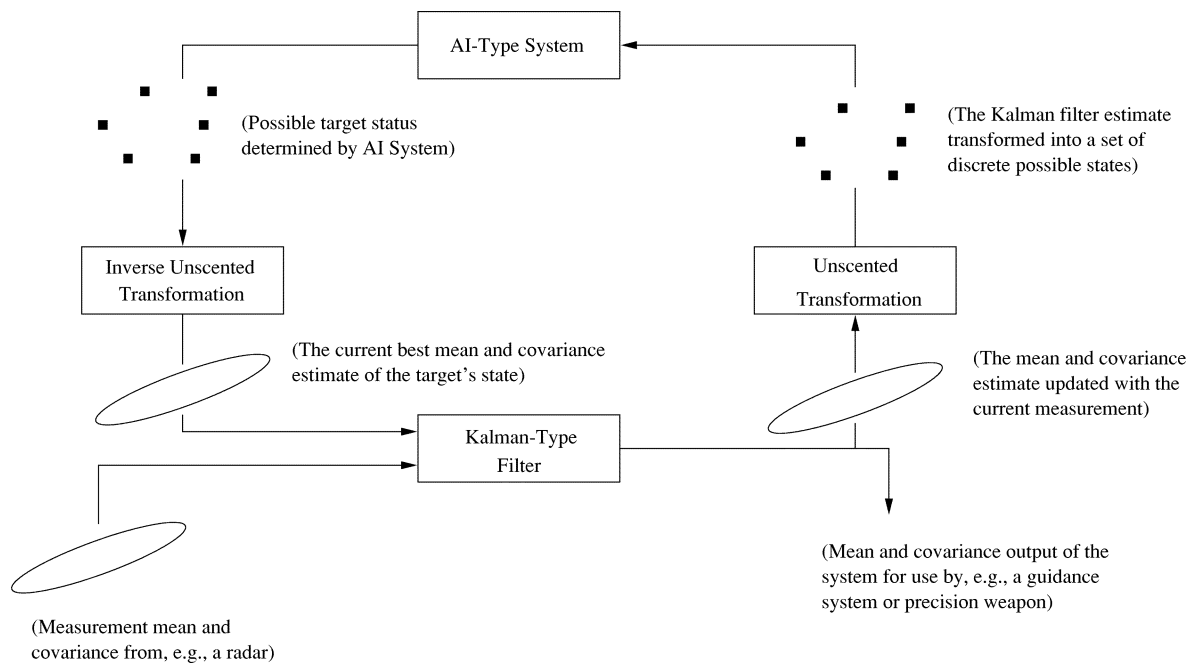 AI-Type System
(Possible target status
determined by AI System)
(The Kalman filter estimate
transformed into a set of
discrete possible states)
Inverse Unscented
Transformation
Unscented
Transformation
(The current best mean and covariance
estimate of the target's state)
(The mean and covariance
estimate updated with the
current measurement)
Kalman-Type
Filter
(Mean and covariance output of the
system for use by, e.g., a guidance
system or precision weapon)
(Measurement mean and
covariance from, e.g., a radar)